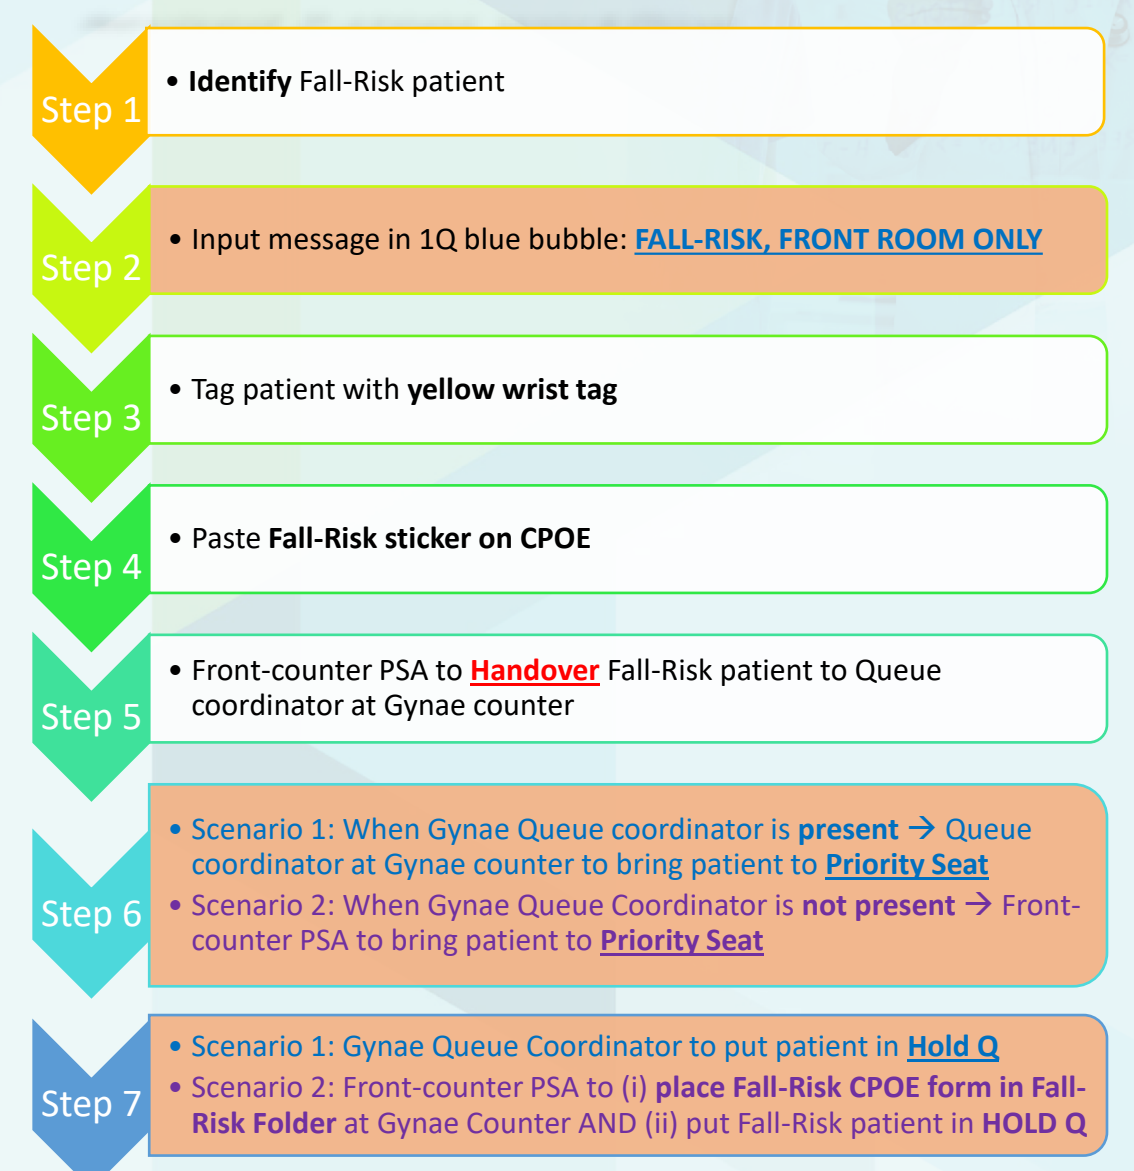 Step 1
• Identify Fall-Risk patient
Step 2
• Input message in 1Q blue bubble: FALL-RISK, FRONT ROOM ONLY
Step 3
• Tag patient with yellow wrist tag
Step 4
• Paste Fall-Risk sticker on CPOE
Step 5
• Front-counter PSA to Handover Fall-Risk patient to Queue
coordinator at Gynae counter
Step 6
• Scenario 1: When Gynae Queue coordinator is present → Queue
coordinator at Gynae counter to bring patient to Priority Seat
• Scenario 2: When Gynae Queue Coordinator is not present → Front-
counter PSA to bring patient to Priority Seat
Step 7
• Scenario 1: Gynae Queue Coordinator to put patient in Hold Q
• Scenario 2: Front-counter PSA to (i) place Fall-Risk CPOE form in Fall-
Risk Folder at Gynae Counter AND (ii) put Fall-Risk patient in HOLD Q